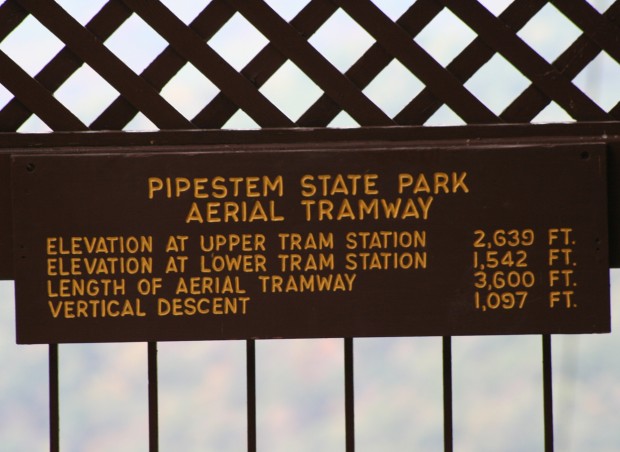 PIPESTEM STATE PARK
AERIAL TRAMWAY
ELEVATION AT UPPER TRAM STATION 2,639 FT.
ELEVATION AT LOWER TRAM STATION 1,542 FT.
LENGTH OF AERIAL TRAMWAY 3,600 FT.
VERTICAL DESCENT 1,097 FT.